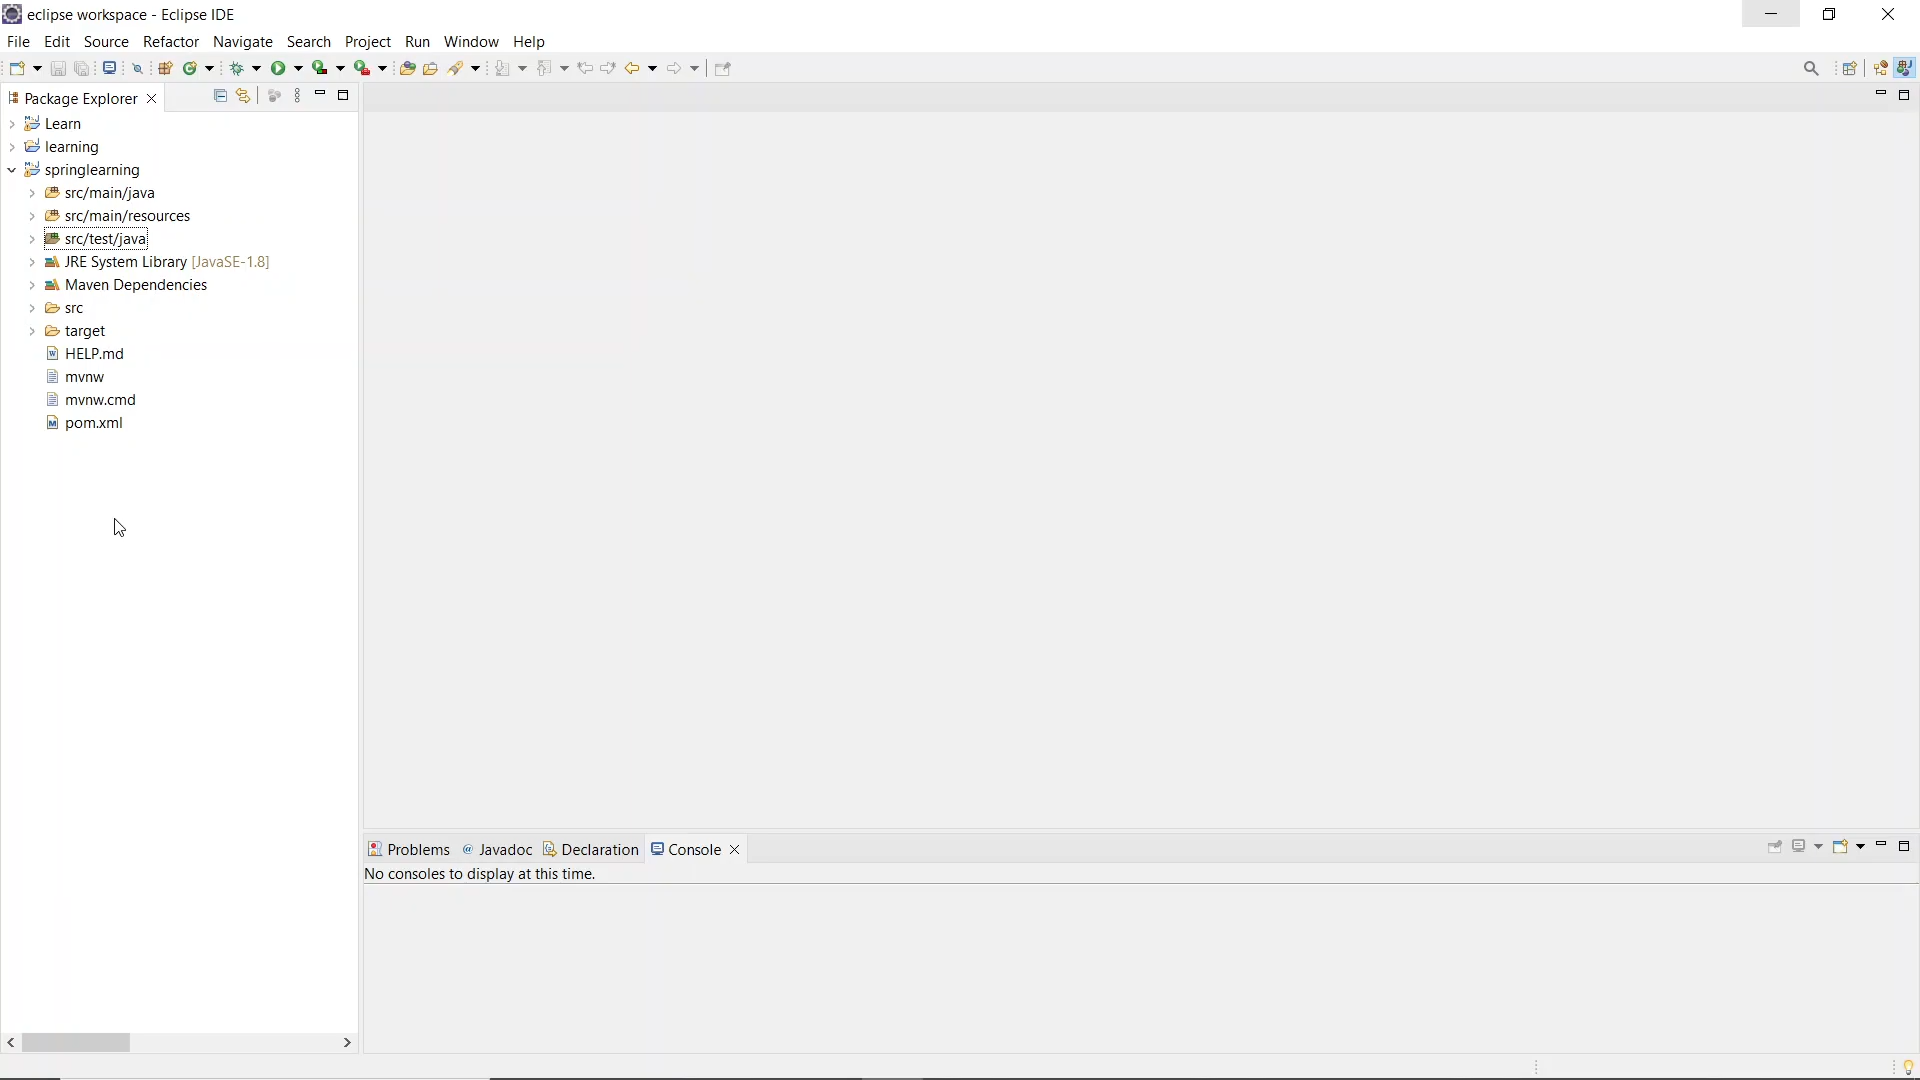 eclipse workspace - Eclipse IDE
File Edit Source Refactor Navigate Search Project Run Window Help
Package Explorer
Learn
learning
springlearning
src/main/java
src/main/resources
src/test/java
JRE System Library [JavaSE-1.8]
Maven Dependencies
src
target
HELP.md
mvnw
mvnw.cmd
pom.xml
Problems @ Javadoc Declaration Console
No consoles to display at this time.